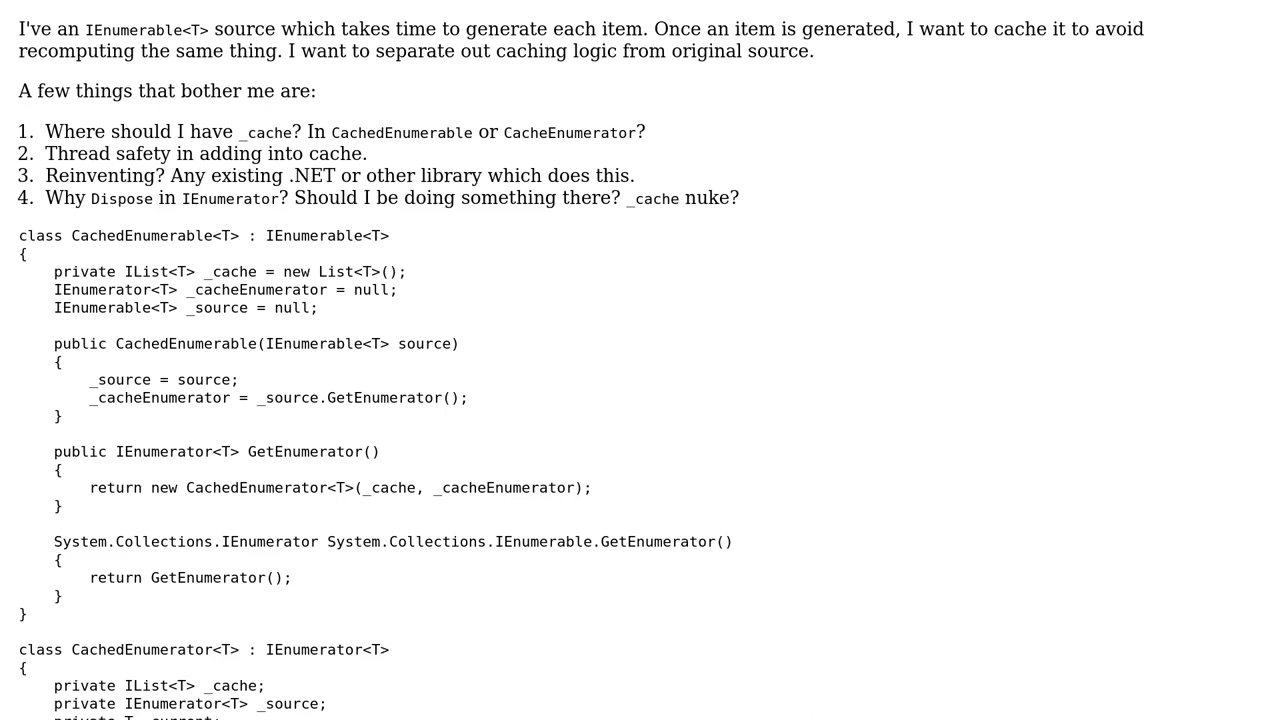 I've an IEnumerable<T> source which takes time to generate each item. Once an item is generated, I want to cache it to avoid
recomputing the same thing. I want to separate out caching logic from original source.
A few things that bother me are:
1. Where should I have _cache? In CachedEnumerable or CacheEnumerator?
2. Thread safety in adding into cache.
3. Reinventing? Any existing .NET or other library which does this.
4. Why Dispose in IEnumerator? Should I be doing something there? _cache nuke?
class CachedEnumerable<T> : IEnumerable<T>
{
    private IList<T> _cache = new List<T>();
    IEnumerator<T> _cacheEnumerator = null;
    IEnumerable<T> _source = null;
    public CachedEnumerable(IEnumerable<T> source)
    {
        _source = source;
        _cacheEnumerator = _source.GetEnumerator();
    }
    public IEnumerator<T> GetEnumerator()
    {
        return new CachedEnumerator<T>(_cache, _cacheEnumerator);
    }
    System.Collections.IEnumerator System.Collections.IEnumerable.GetEnumerator()
    {
        return GetEnumerator();
    }
}
class CachedEnumerator<T> : IEnumerator<T>
{
    private IList<T> _cache;
    private IEnumerator<T> _source;
    private T